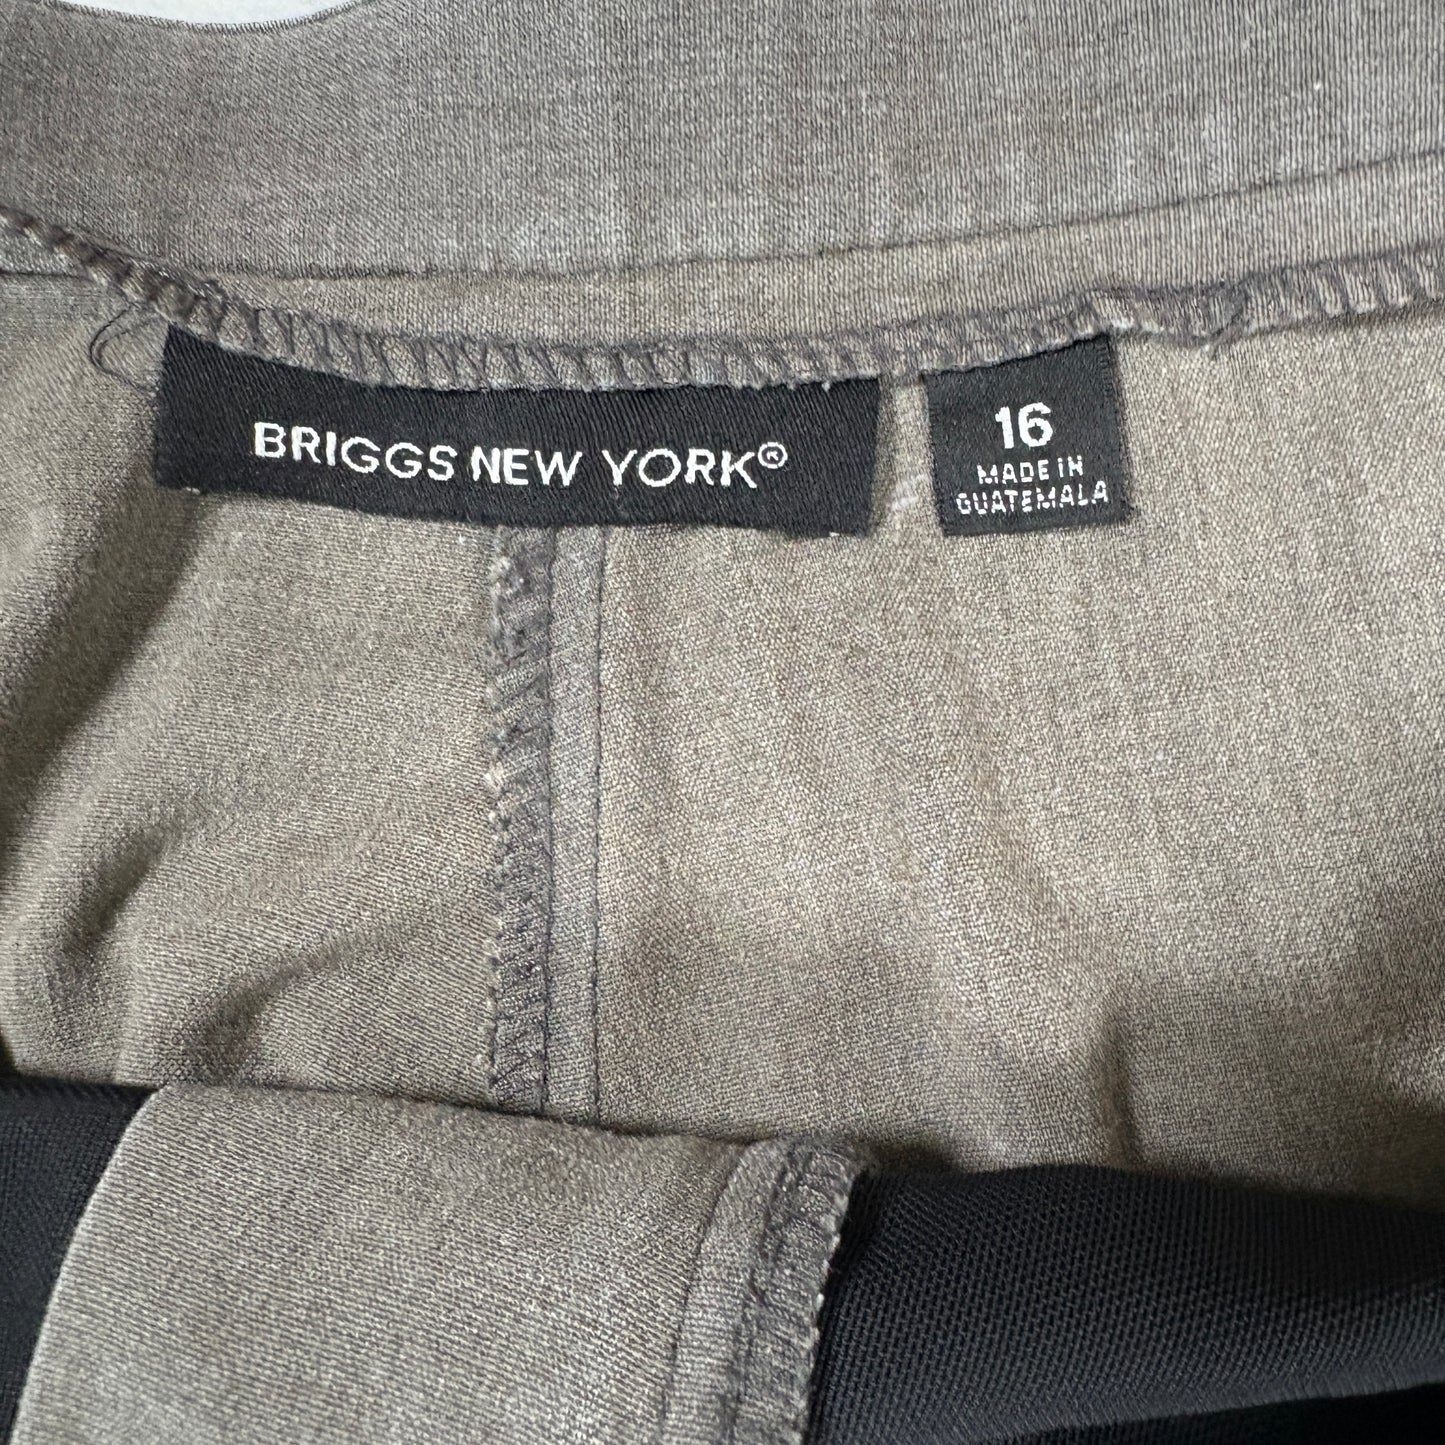 BRIGGS NEW YORK®
16
MADE IN
GUATEMALA